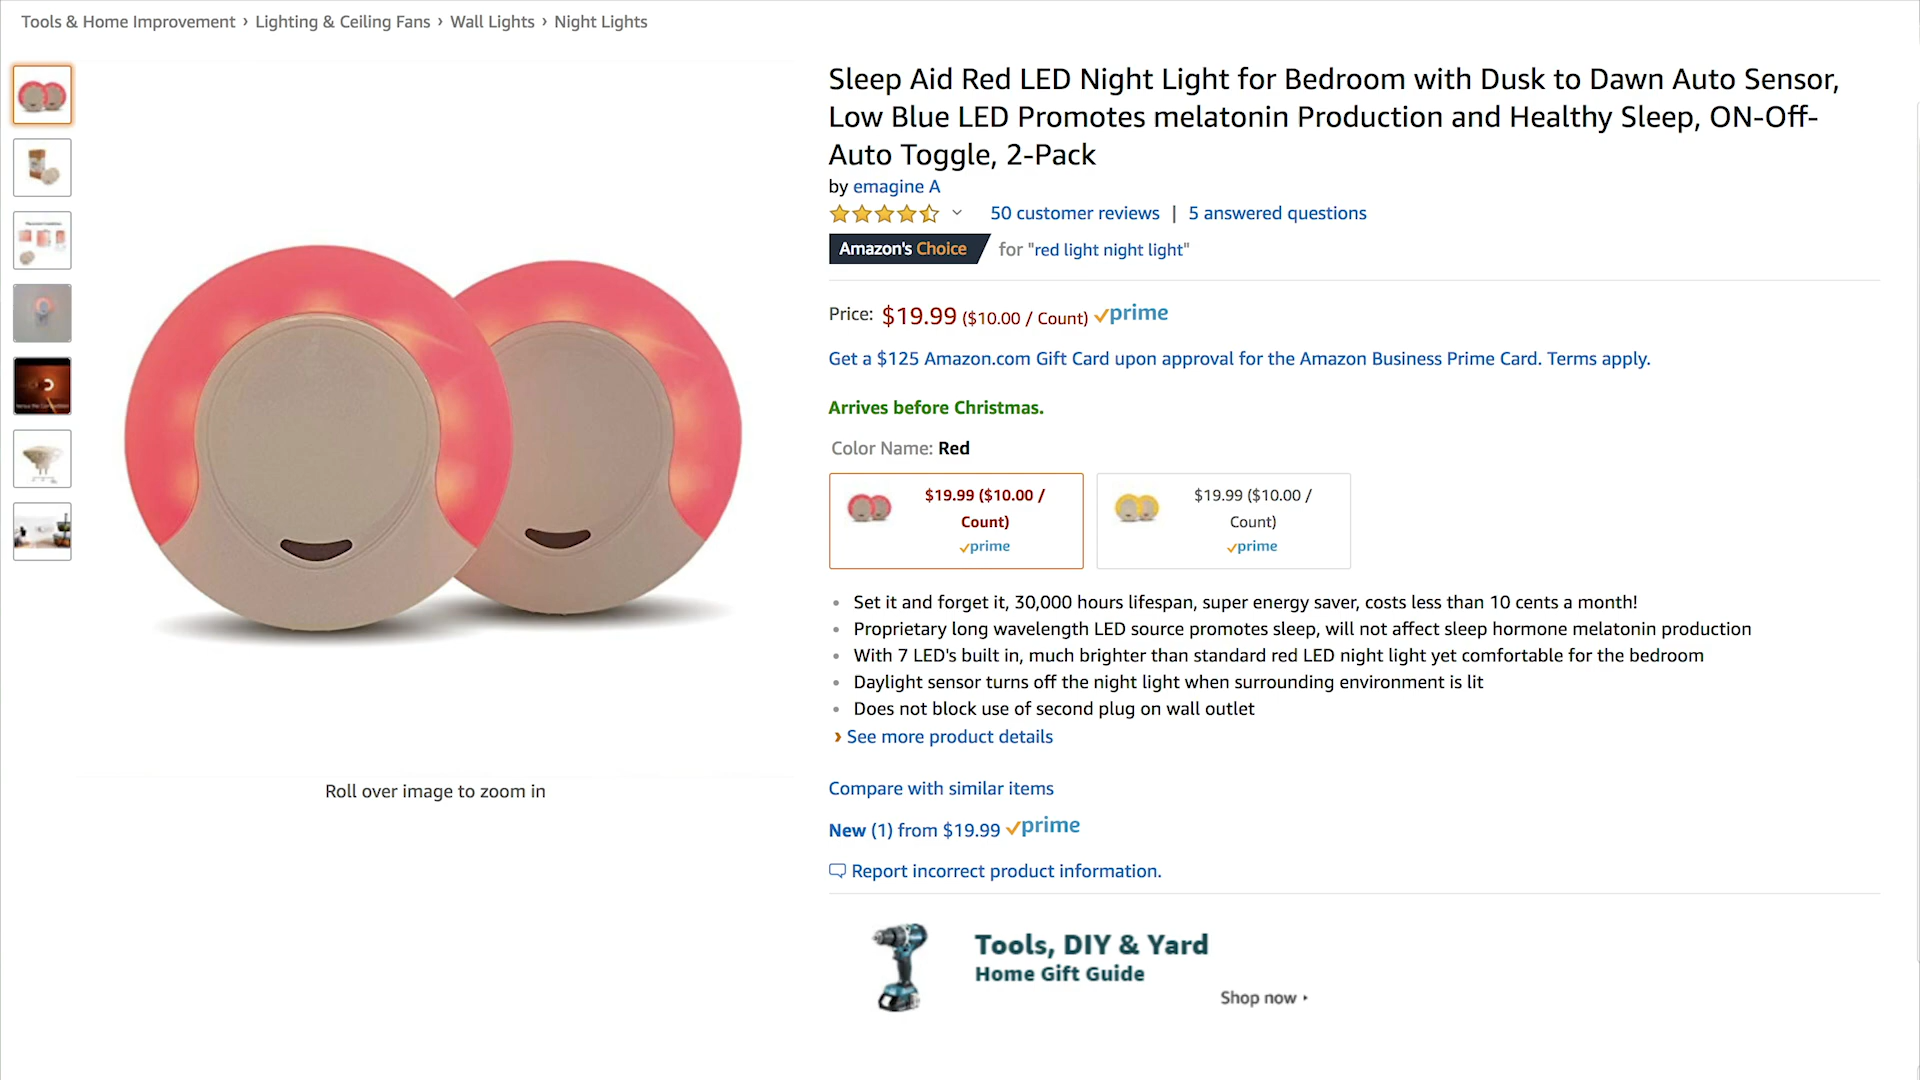 Tools & Home Improvement › Lighting & Ceiling Fans › Wall Lights › Night Lights
Sleep Aid Red LED Night Light for Bedroom with Dusk to Dawn Auto Sensor,
Low Blue LED Promotes melatonin Production and Healthy Sleep, ON-Off-
Auto Toggle, 2-Pack
by emagine A
50 customer reviews | 5 answered questions
Amazon's Choice for "red light night light"
Price: $19.99 ($10.00 / Count) prime
Get a $125 Amazon.com Gift Card upon approval for the Amazon Business Prime Card. Terms apply.
Arrives before Christmas.
Color Name: Red
$19.99 ($10.00 /
Count)
prime
$19.99 ($10.00 /
Count)
prime
• Set it and forget it, 30,000 hours lifespan, super energy saver, costs less than 10 cents a month!
• Proprietary long wavelength LED source promotes sleep, will not affect sleep hormone melatonin production
• With 7 LED's built in, much brighter than standard red LED night light yet comfortable for the bedroom
• Daylight sensor turns off the night light when surrounding environment is lit
• Does not block use of second plug on wall outlet
› See more product details
Roll over image to zoom in
Compare with similar items
New (1) from $19.99 prime
Report incorrect product information.
Tools, DIY & Yard
Home Gift Guide
Shop now